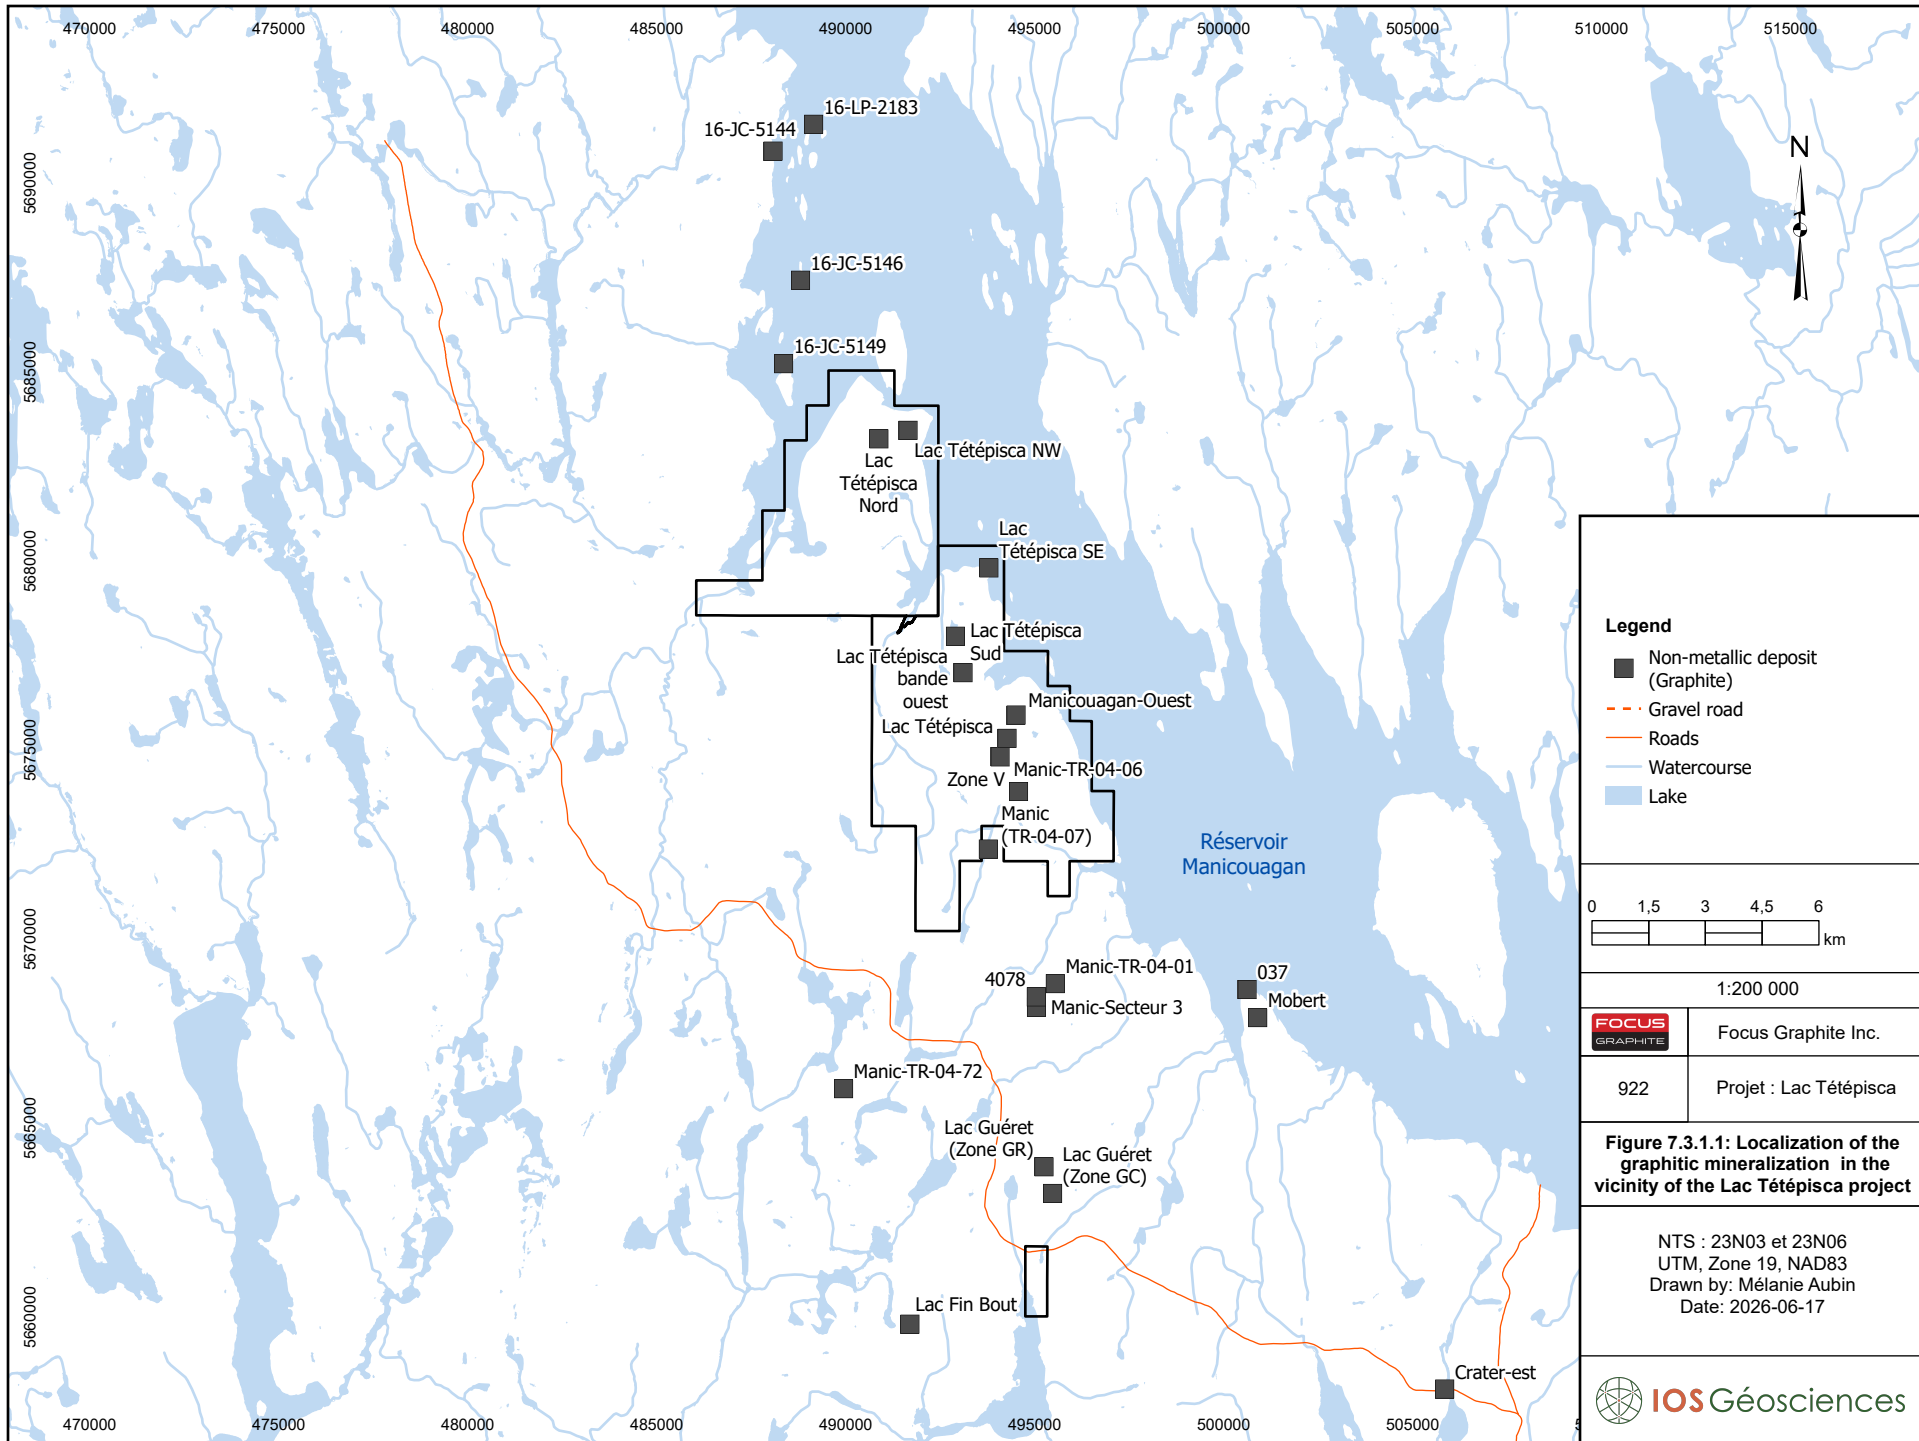 470000 475000 480000 485000 490000 495000 500000 505000 510000 515000
5690000
5685000
5680000
5675000
5670000
5665000
5660000
16-LP-2183
16-JC-5144
16-JC-5146
16-JC-5149
Lac Tétépisca NW
Lac
Tétépisca
Nord
Lac
Tétépisca SE
Lac Tétépisca
Sud
Lac Tétépisca
bande
ouest
Manicouagan-Ouest
Lac Tétépisca
Manic-TR-04-06
Zone V
Manic
(TR-04-07)
Réservoir
Manicouagan
Manic-TR-04-01
4078
Manic-Secteur 3
037
Mobert
Manic-TR-04-72
Lac Guéret
(Zone GR)
Lac Guéret
(Zone GC)
Lac Fin Bout
Crater-est
470000 475000 480000 485000 490000 495000 500000 505000
N
Legend
Non-metallic deposit
(Graphite)
Gravel road
Roads
Watercourse
Lake
0 1,5 3 4,5 6
km
1:200 000
FOCUS
GRAPHITE
Focus Graphite Inc.
922
Projet : Lac Tétépisca
Figure 7.3.1.1: Localization of the
graphitic mineralization in the
vicinity of the Lac Tétépisca project
NTS : 23N03 et 23N06
UTM, Zone 19, NAD83
Drawn by: Mélanie Aubin
Date: 2026-06-17
IOS Géosciences